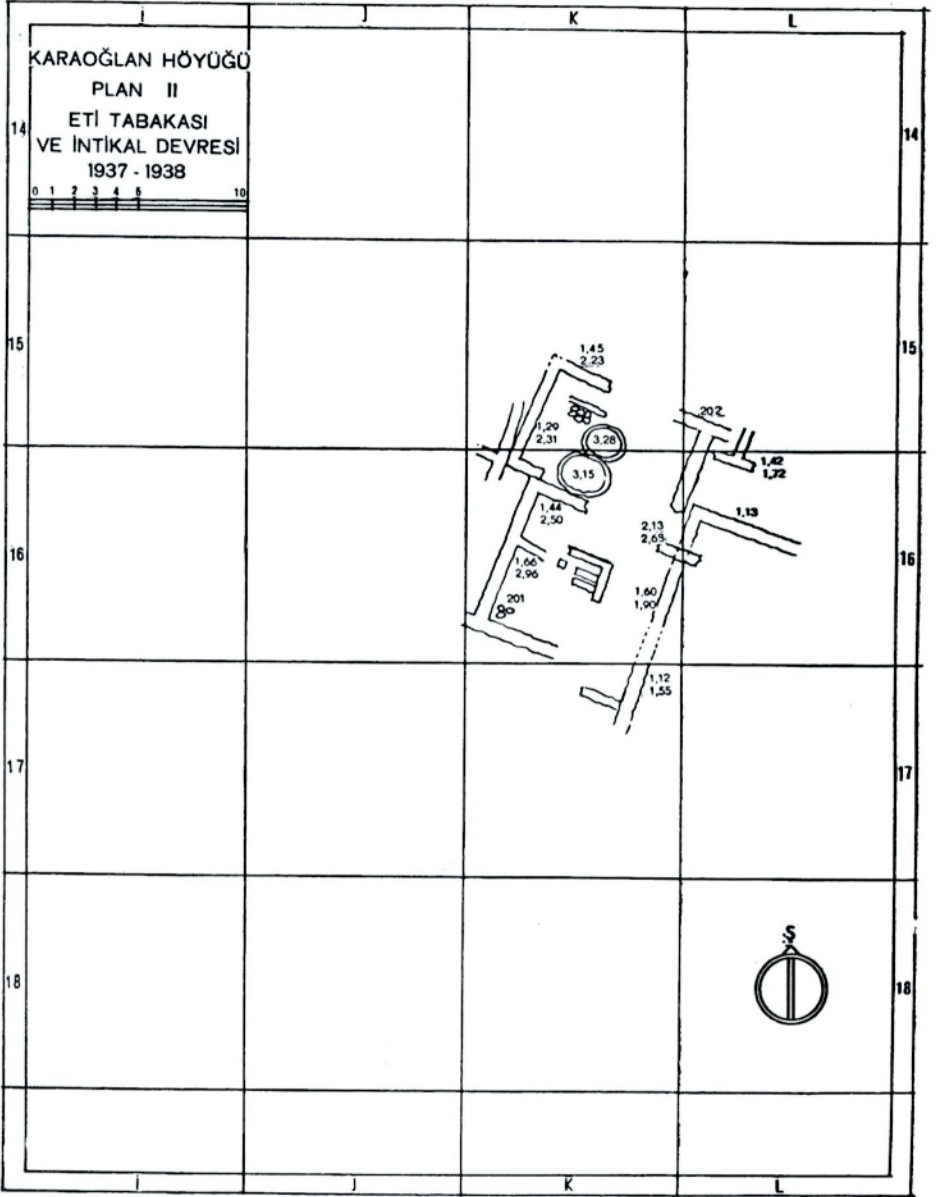 İ J K L
KARAOĞLAN HÖYÜĞÜ
PLAN II
ETİ TABAKASI
VE İNTİKAL DEVRESİ
1937 - 1938
0 1 2 3 4 5 10
14 14
15 15
1,45
2,23
202
1,29
2,31
3,28
1,42
1,72
3,15
1,44
2,50
1,13
2,13
2,65
16 16
1,66
2,96
1,60
1,90
201
1,12
1,55
17 17
Ş
18 18
İ J K L